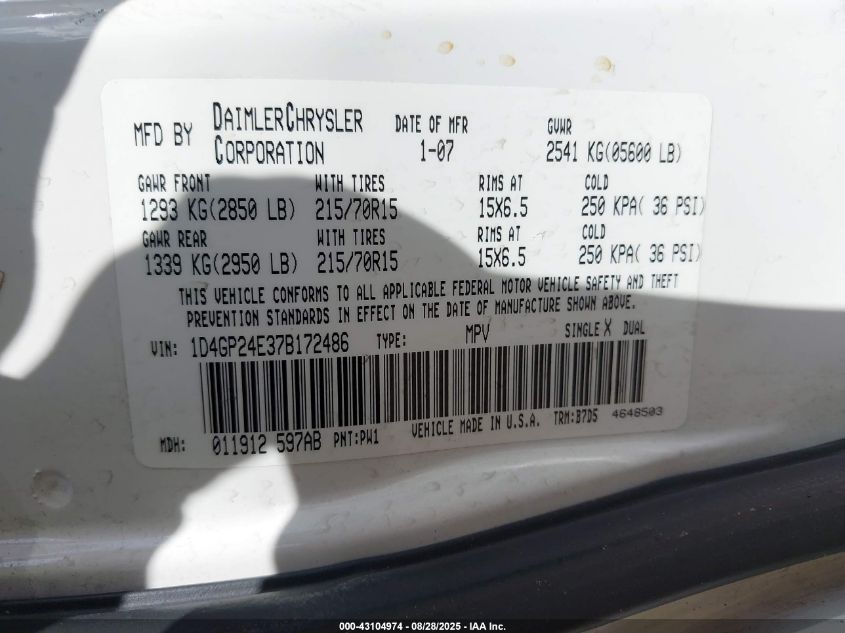 MFD BY DAIMLERCHRYSLER CORPORATION DATE OF MFR 1-07 GVWR 2541 KG(05600 LB)
GAWR FRONT WITH TIRES RIMS AT COLD
1293 KG(2850 LB) 215/70R15 15X6.5 250 KPA( 36 PSI)
GAWR REAR WITH TIRES RIMS AT COLD
1339 KG(2950 LB) 215/70R15 15X6.5 250 KPA( 36 PSI)
THIS VEHICLE CONFORMS TO ALL APPLICABLE FEDERAL MOTOR VEHICLE SAFETY AND THEFT
PREVENTION STANDARDS IN EFFECT ON THE DATE OF MANUFACTURE SHOWN ABOVE.
VIN: 1D4GP24E37B172486 TYPE: MPV SINGLE X DUAL
MDH: 011912 597AB PNT:PW1 VEHICLE MADE IN U.S.A. TRM:B7D5 4648503
000-43104974 - 08/28/2025 - IAA Inc.